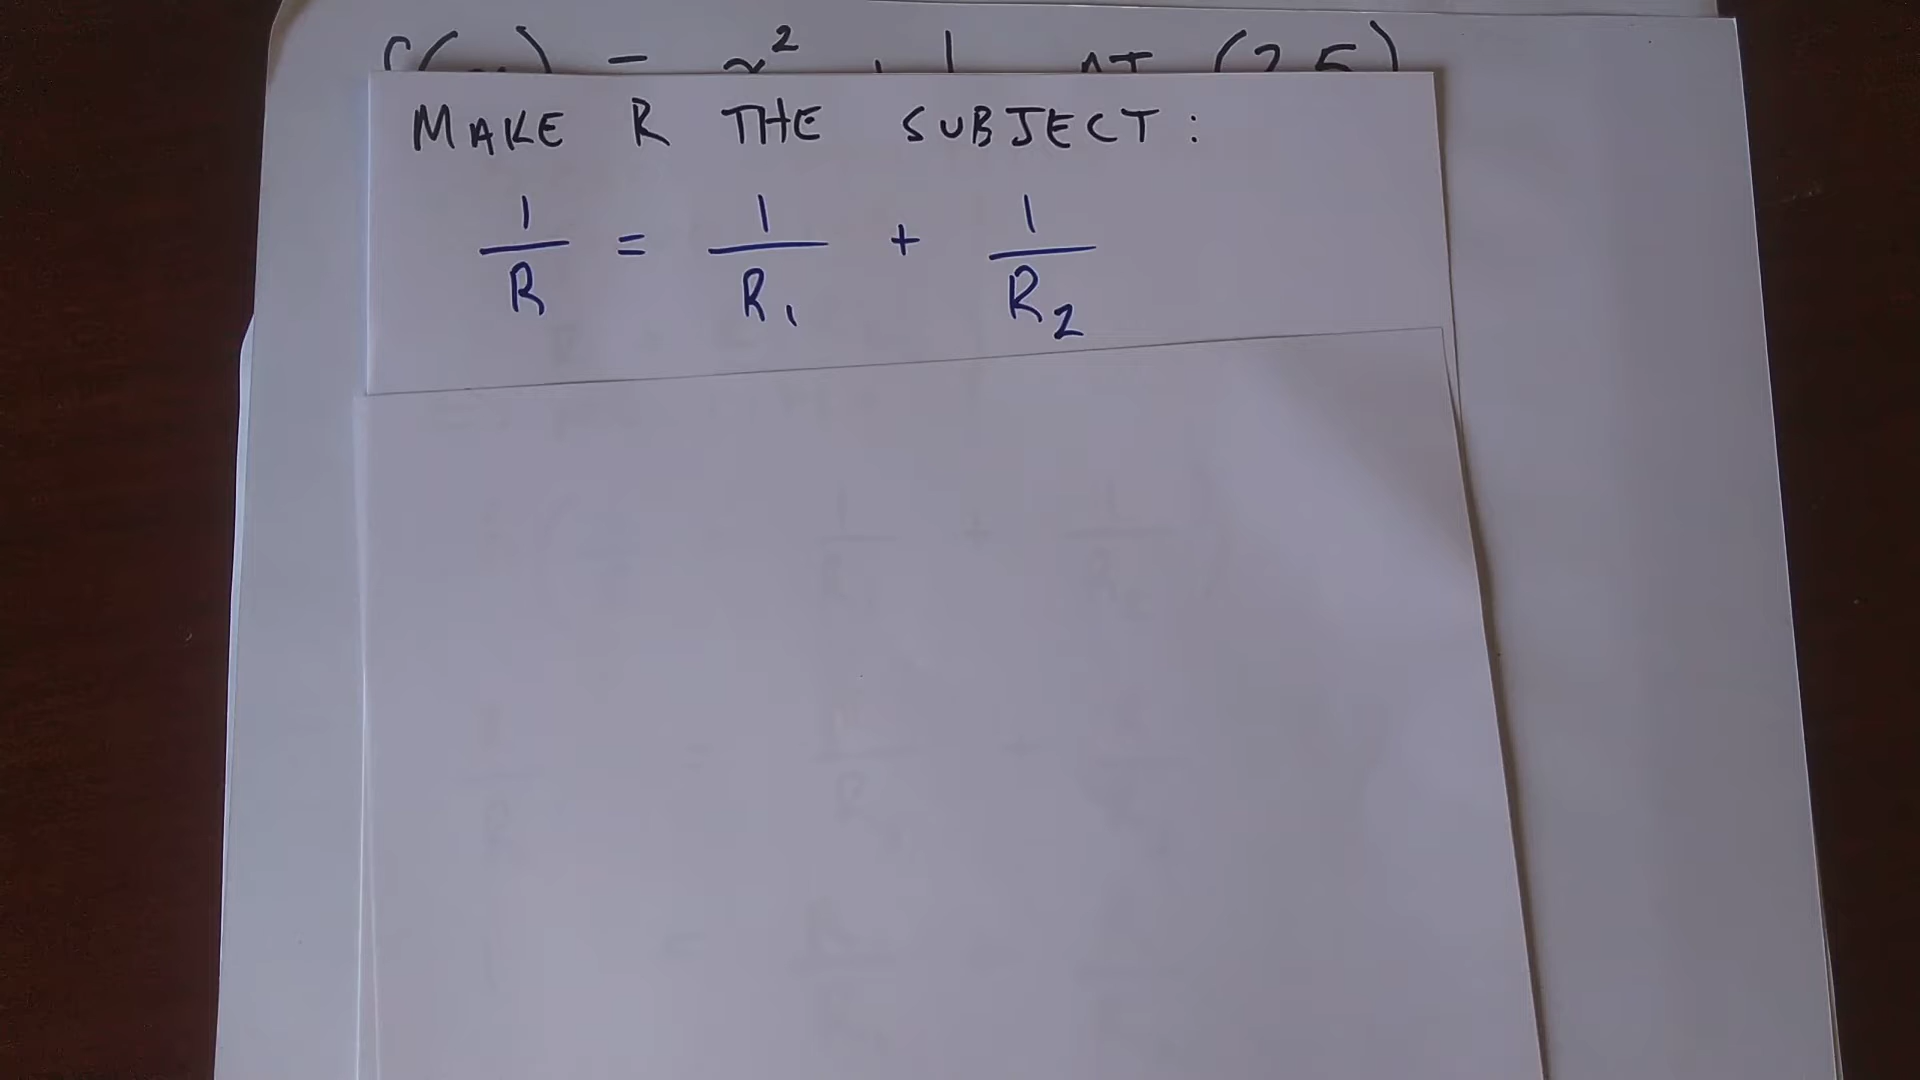 MAKE R THE SUBJECT:
1/R = 1/R₁ + 1/R₂